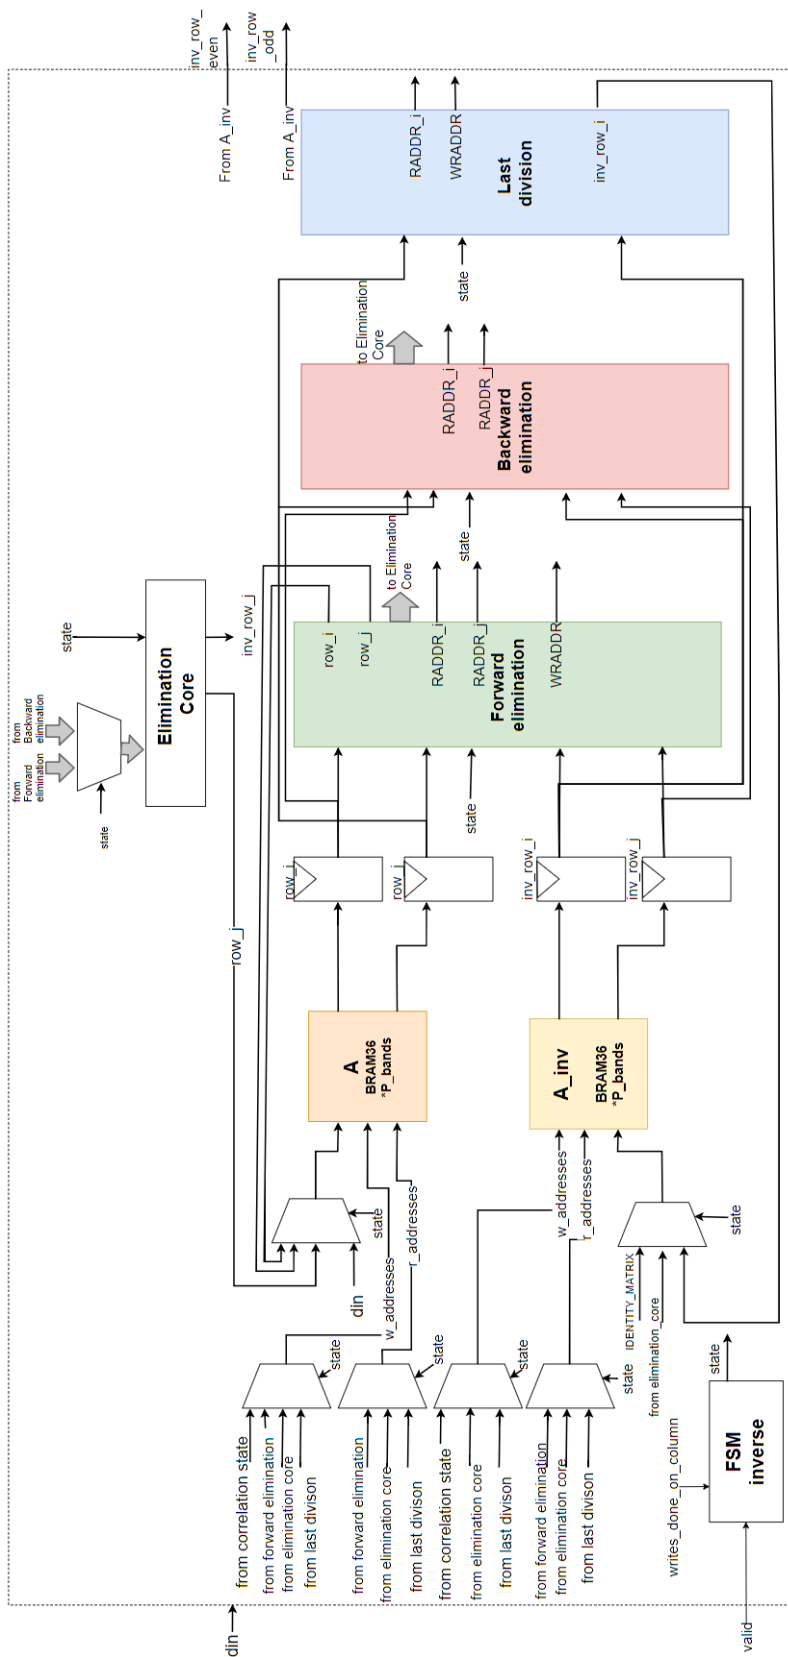 din
from correlation state
from forward elimination
from elimination core
from last divison
state
from forward elimination
from elimination core
from last divison
state
from correlation state
from elimination core
from last divison
state
from forward elimination
from elimination core
from last divison
state
writes_done_on_column
valid
FSM
inverse
state
din
state
w_addresses
r_addresses
w_addresses
r_addresses
IDENTITY_MATRIX
from elimination_core
state
A
BRAM36
*P_bands
A_inv
BRAM36
*P_bands
row_j
row_i
row_j
inv_row_i
inv_row_j
from
Forward
elimination
from
Backward
elimination
state
state
Elimination
Core
inv_row_j
state
Forward
elimination
row_i
row_j
RADDR_i
RADDR_j
WRADDR
to Elimination
Core
state
Backward
elimination
RADDR_i
RADDR_j
to Elimination
Core
state
Last
division
RADDR_i
WRADDR
inv_row_i
From A_inv
From A_inv
inv_row_
even
inv_row
_odd